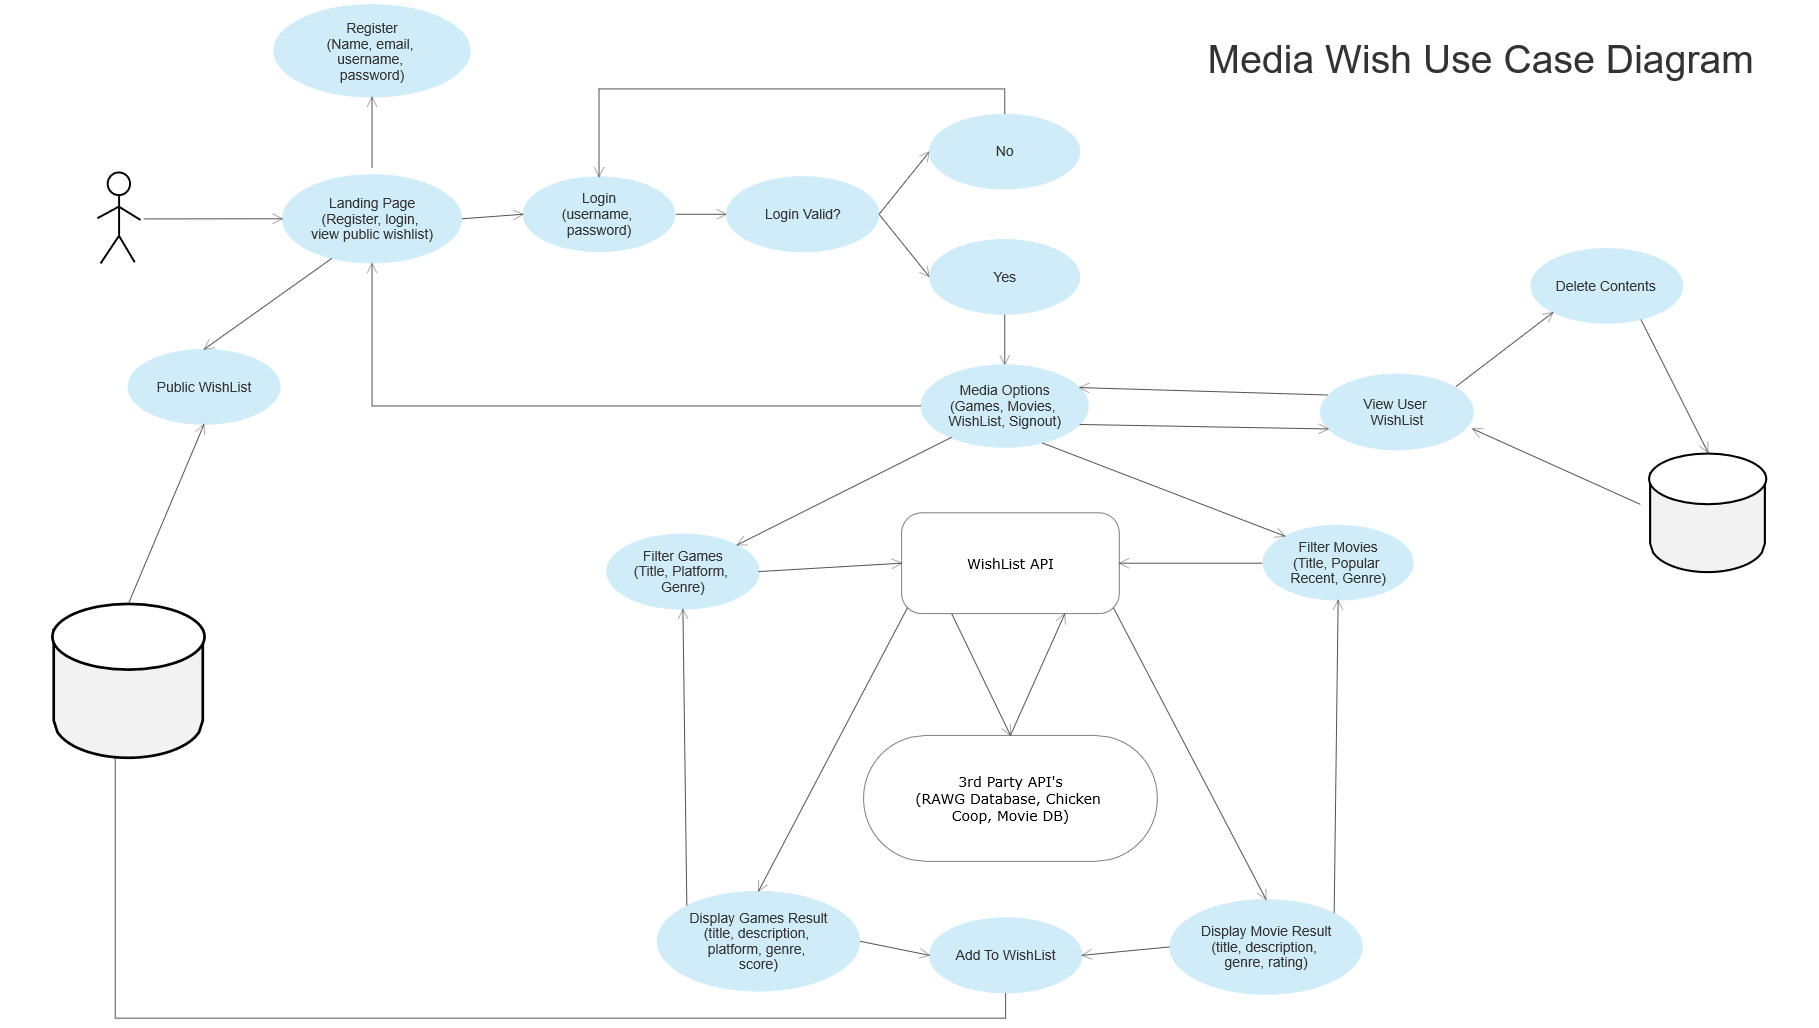 Register
(Name, email,
username,
password)
Media Wish Use Case Diagram
No
Landing Page
(Register, login,
view public wishlist)
Login
(username,
password)
Login Valid?
Yes
Delete Contents
Public WishList
Media Options
(Games, Movies,
WishList, Signout)
View User
WishList
Filter Games
(Title, Platform,
Genre)
WishList API
Filter Movies
(Title, Popular
Recent, Genre)
3rd Party API's
(RAWG Database, Chicken
Coop, Movie DB)
Display Games Result
(title, description,
platform, genre,
score)
Add To WishList
Display Movie Result
(title, description,
genre, rating)